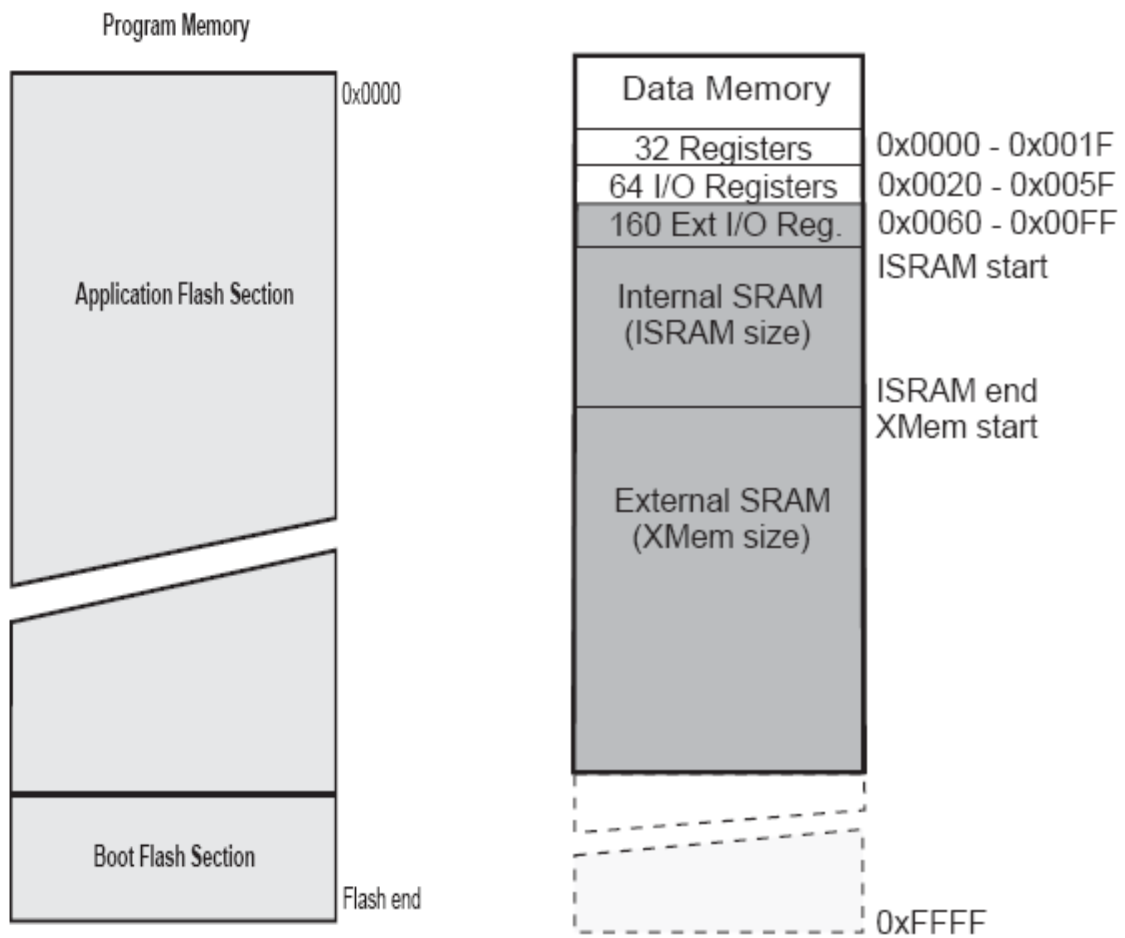 Program Memory
0x0000
Application Flash Section
Boot Flash Section
Flash end
Data Memory
32 Registers
0x0000 - 0x001F
64 I/O Registers
0x0020 - 0x005F
160 Ext I/O Reg.
0x0060 - 0x00FF
ISRAM start
Internal SRAM
(ISRAM size)
ISRAM end
XMem start
External SRAM
(XMem size)
0xFFFF